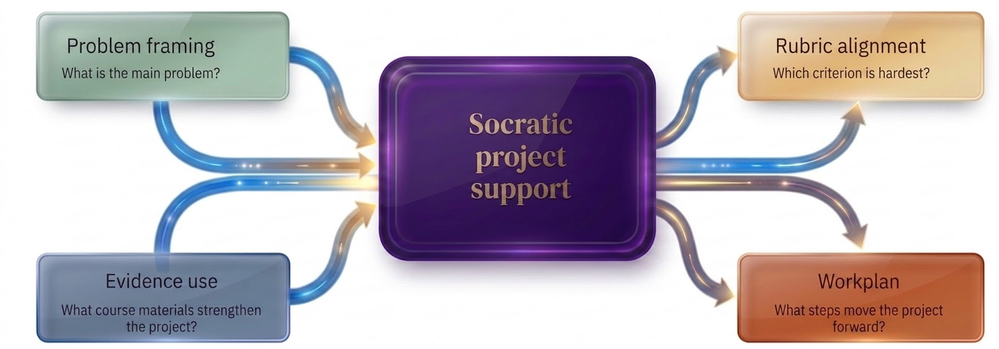 Problem framing
What is the main problem?
Rubric alignment
Which criterion is hardest?
Socratic
project
support
Evidence use
What course materials strengthen
the project?
Workplan
What steps move the project
forward?